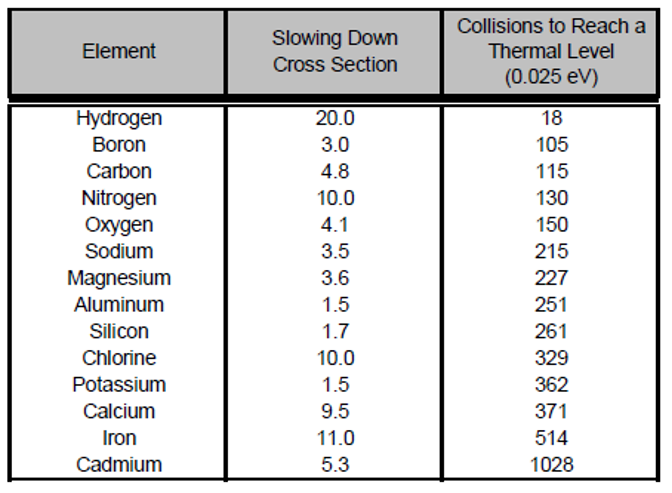 Element Slowing Down Cross Section Collisions to Reach a Thermal Level (0.025 eV)
Hydrogen 20.0 18
Boron 3.0 105
Carbon 4.8 115
Nitrogen 10.0 130
Oxygen 4.1 150
Sodium 3.5 215
Magnesium 3.6 227
Aluminum 1.5 251
Silicon 1.7 261
Chlorine 10.0 329
Potassium 1.5 362
Calcium 9.5 371
Iron 11.0 514
Cadmium 5.3 1028